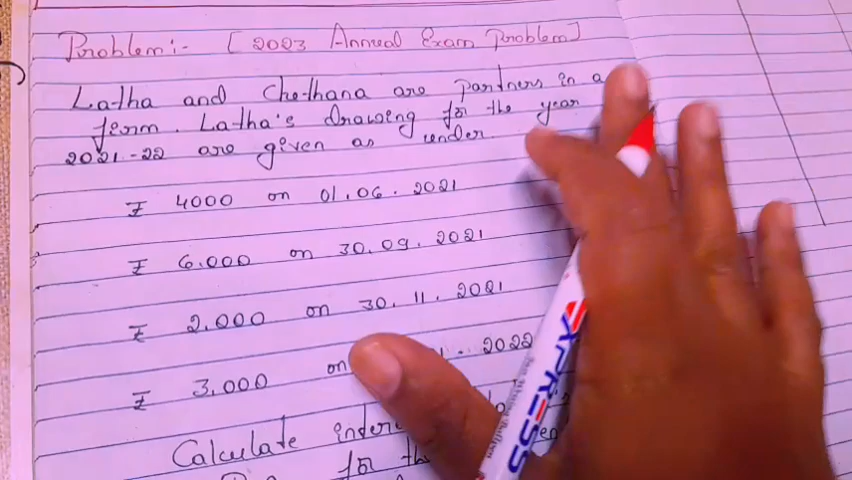 Problem:- [2023 Annual Exam Problem]
Latha and Chethana are partners in a
firm. Latha's drawing for the year
2021-22 are given as under
₹ 4000 on 01.06.2021
₹ 6.000 on 30.09.2021
₹ 2.000 on 30.11.2021
₹ 3.000 on 2022
Calculate
for
EXPRESS